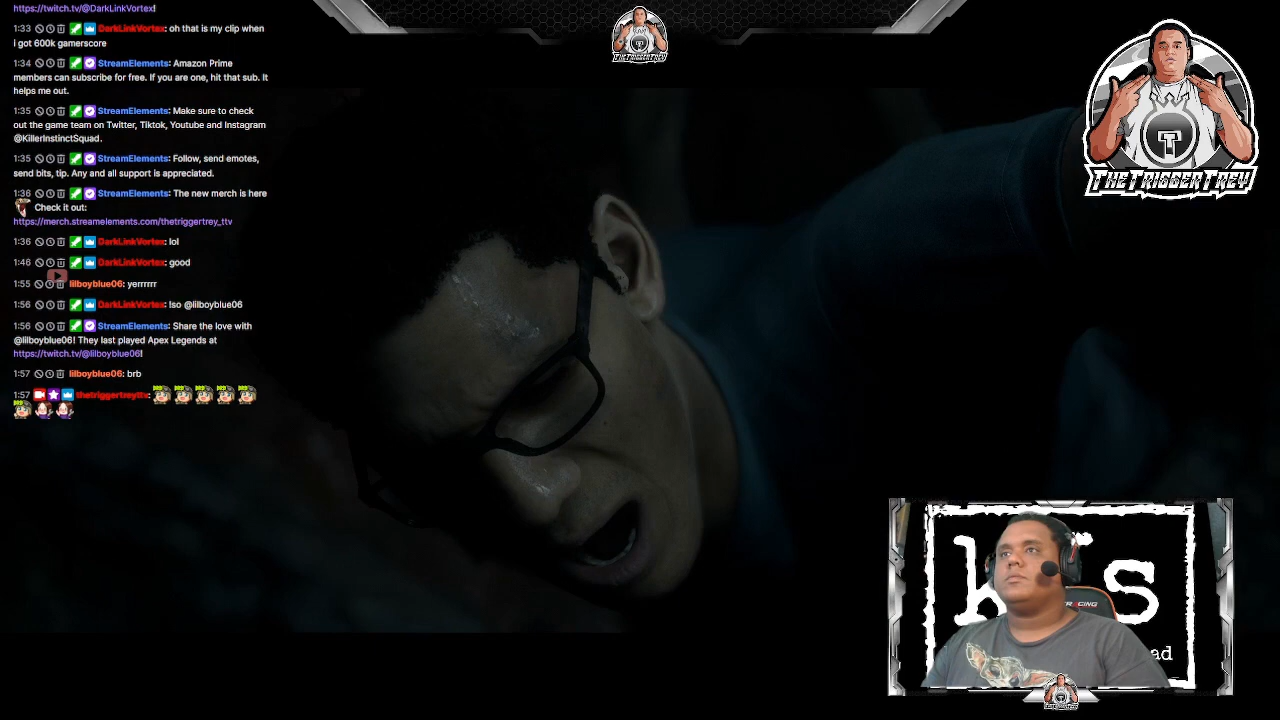 https://twitch.tv/@DarkLinkVortex!
1:33 DarkLinkVortex: oh that is my clip when
i got 600k gamerscore
1:34 StreamElements: Amazon Prime
members can subscribe for free. If you are one, hit that sub. It
helps me out.
1:35 StreamElements: Make sure to check
out the game team on Twitter, Tiktok, Youtube and Instagram
@KillerInstinctSquad.
1:35 StreamElements: Follow, send emotes,
send bits, tip. Any and all support is appreciated.
1:36 StreamElements: The new merch is here
Check it out:
https://merch.streamelements.com/thetriggertrey_ttv
1:36 DarkLinkVortex: lol
1:46 DarkLinkVortex: good
1:55 lilboyblue06: yerrrrrr
1:56 DarkLinkVortex: !so @lilboyblue06
1:56 StreamElements: Share the love with
@lilboyblue06! They last played Apex Legends at
https://twitch.tv/@lilboyblue06!
1:57 lilboyblue06: brb
1:57 thetriggertreyttv:
THETRIGGERTREY
T
THETRIGGERTREY
k s
RACING
ad